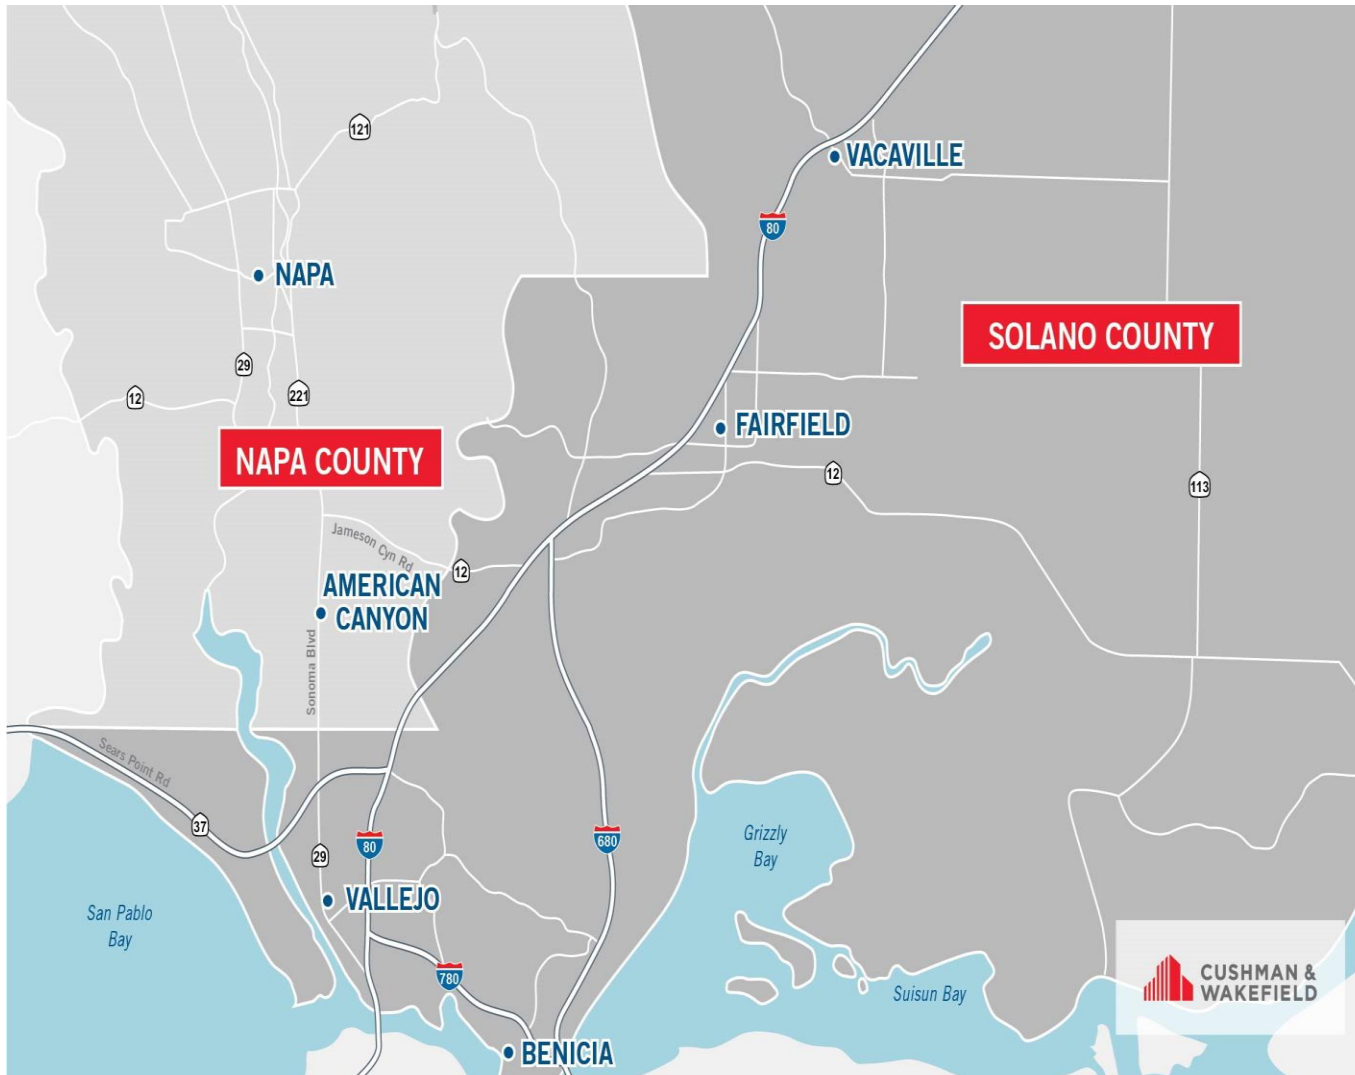 121
VACAVILLE
80
NAPA
SOLANO COUNTY
29
221
12
FAIRFIELD
NAPA COUNTY
12
113
Jameson Cyn Rd
12
AMERICAN
CANYON
Sonoma Blvd
Sears Point Rd
37
80
680
Grizzly
Bay
29
VALLEJO
San Pablo
Bay
780
Suisun Bay
CUSHMAN &
WAKEFIELD
BENICIA